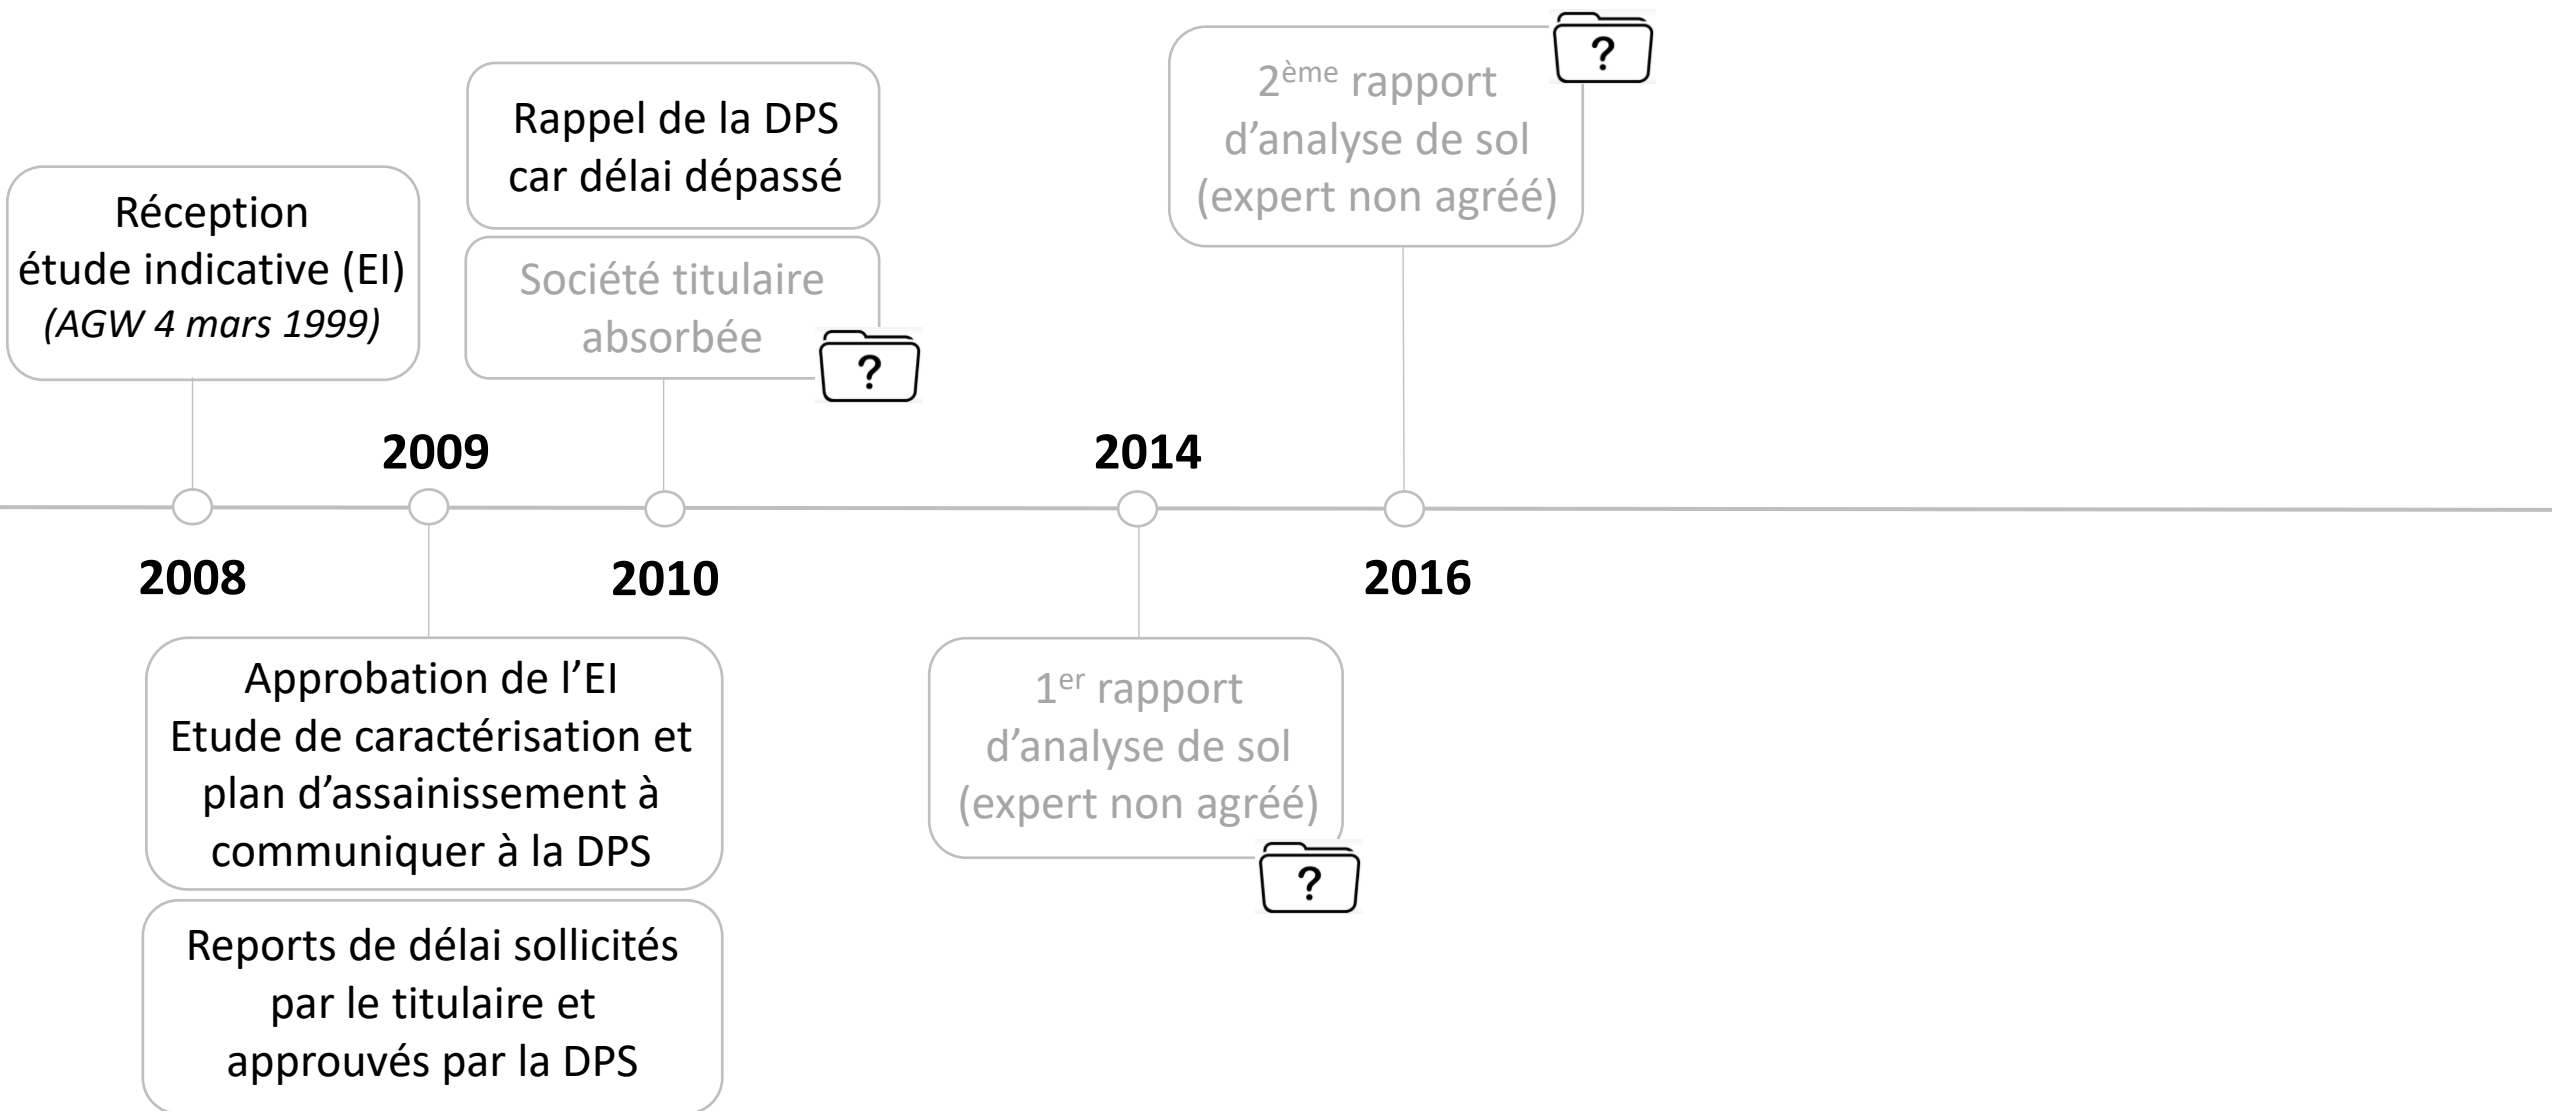 Réception
étude indicative (EI)
(AGW 4 mars 1999)
2008
2009
Approbation de l'EI
Etude de caractérisation et
plan d'assainissement à
communiquer à la DPS
Reports de délai sollicités
par le titulaire et
approuvés par la DPS
Rappel de la DPS
car délai dépassé
Société titulaire
absorbée
?
2010
2014
1er rapport
d'analyse de sol
(expert non agréé)
?
2ème rapport
d'analyse de sol
(expert non agréé)
?
2016